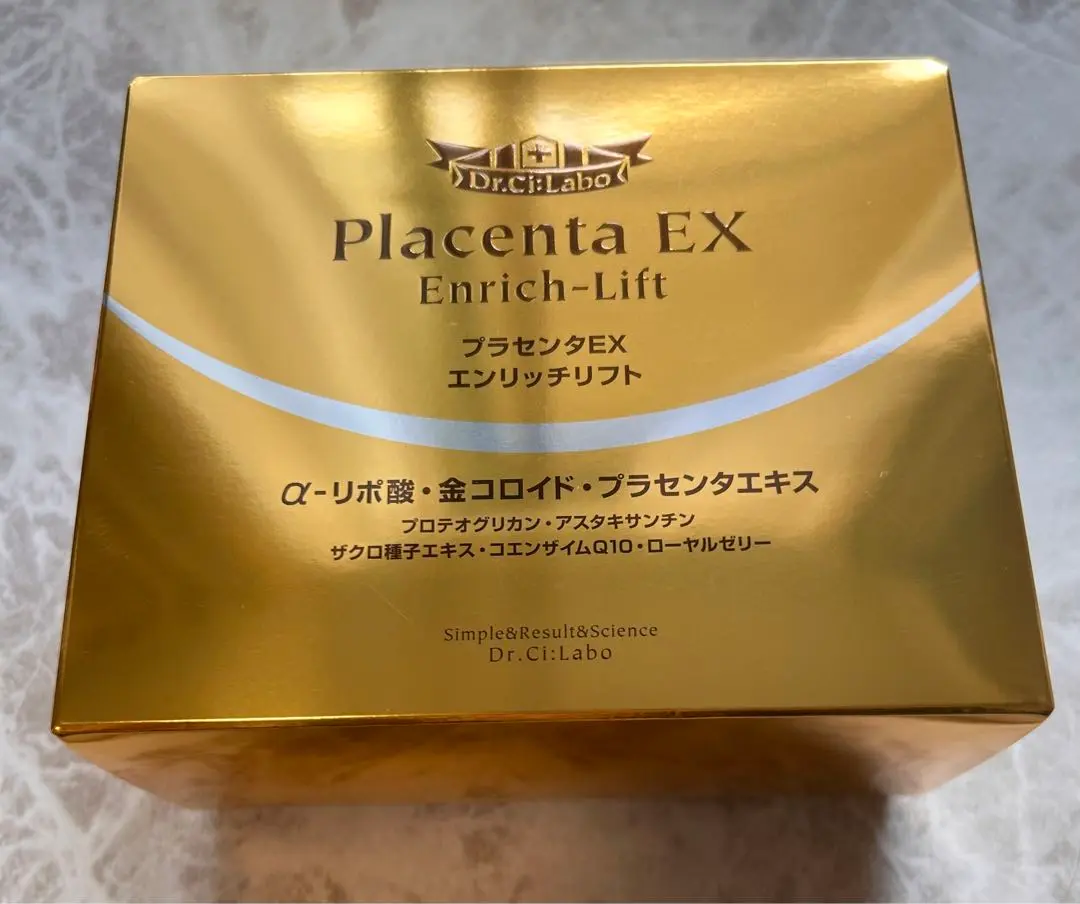 Dr.Ci:Labo
Placenta EX
Enrich-Lift
プラセンタEX
エンリッチリフト
α-リポ酸・金コロイド・プラセンタエキス
プロテオグリカン・アスタキサンチン
ザクロ種子エキス・コエンザイムQ10・ローヤルゼリー
Simple&Result&Science
Dr.Ci:Labo